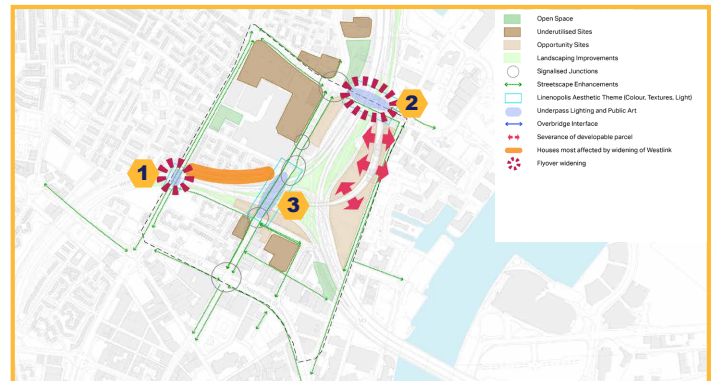 Open Space
Underutilised Sites
Opportunity Sites
Landscaping Improvements
Signalised Junctions
Streetscape Enhancements
Linenopolis Aesthetic Theme (Colour, Textures, Light)
Underpass Lighting and Public Art
Overbridge Interface
Severance of developable parcel
Houses most affected by widening of Westlink
Flyover widening
2
1
3